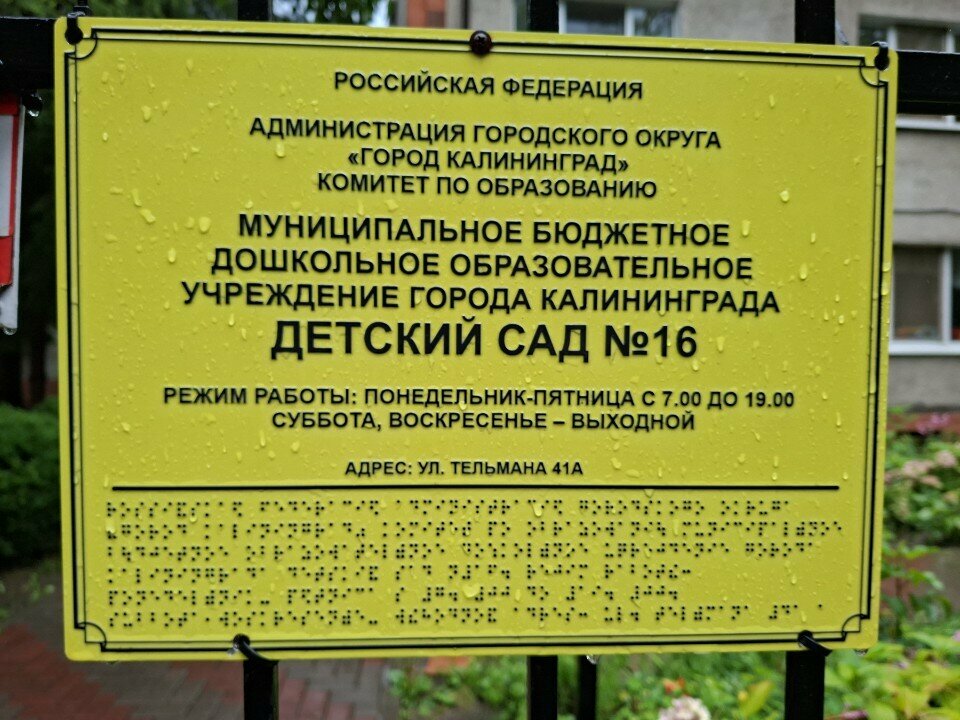 РОССИЙСКАЯ ФЕДЕРАЦИЯ
АДМИНИСТРАЦИЯ ГОРОДСКОГО ОКРУГА
«ГОРОД КАЛИНИНГРАД»
КОМИТЕТ ПО ОБРАЗОВАНИЮ
МУНИЦИПАЛЬНОЕ БЮДЖЕТНОЕ
ДОШКОЛЬНОЕ ОБРАЗОВАТЕЛЬНОЕ
УЧРЕЖДЕНИЕ ГОРОДА КАЛИНИНГРАДА
ДЕТСКИЙ САД №16
РЕЖИМ РАБОТЫ: ПОНЕДЕЛЬНИК-ПЯТНИЦА С 7.00 ДО 19.00
СУББОТА, ВОСКРЕСЕНЬЕ – ВЫХОДНОЙ
АДРЕС: УЛ. ТЕЛЬМАНА 41А